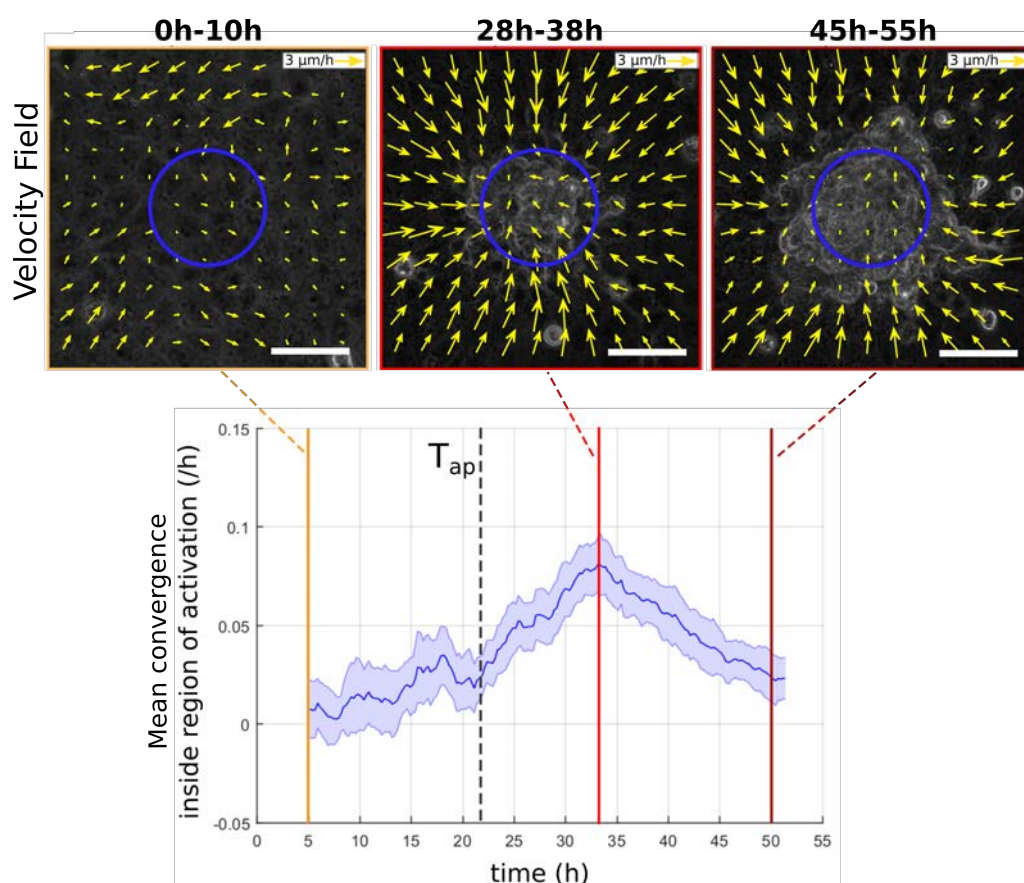 0h-10h
28h-38h
45h-55h
3 µm/h
3 µm/h
3 µm/h
Velocity Field
Mean convergence
inside region of activation (/h)
0.15
0.1
0.05
0
-0.05
T_ap
0
5
10
15
20
25
30
35
40
45
50
55
time (h)